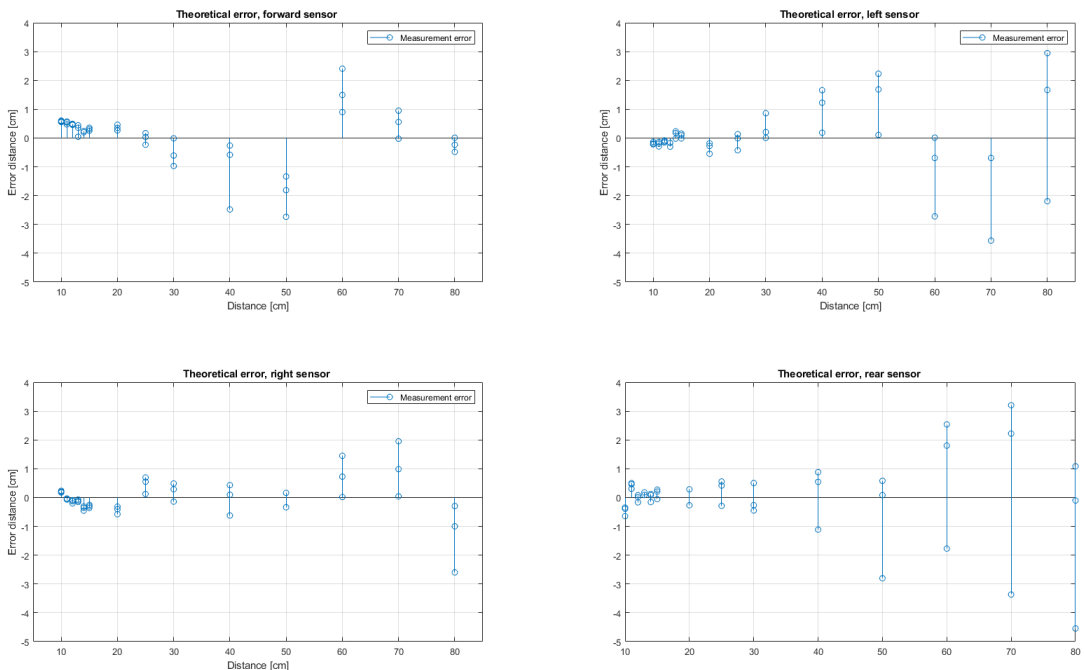 Theoretical error, forward sensor
Measurement error
Error distance [cm]
4
3
2
1
0
-1
-2
-3
-4
-5
10 20 30 40 50 60 70 80
Distance [cm]
Theoretical error, left sensor
Measurement error
Error distance [cm]
4
3
2
1
0
-1
-2
-3
-4
-5
10 20 30 40 50 60 70 80
Distance [cm]
Theoretical error, right sensor
Measurement error
Error distance [cm]
4
3
2
1
0
-1
-2
-3
-4
-5
10 20 30 40 50 60 70 80
Distance [cm]
Theoretical error, rear sensor
4
3
2
1
0
-1
-2
-3
-4
-5
10 20 30 40 50 60 70 80